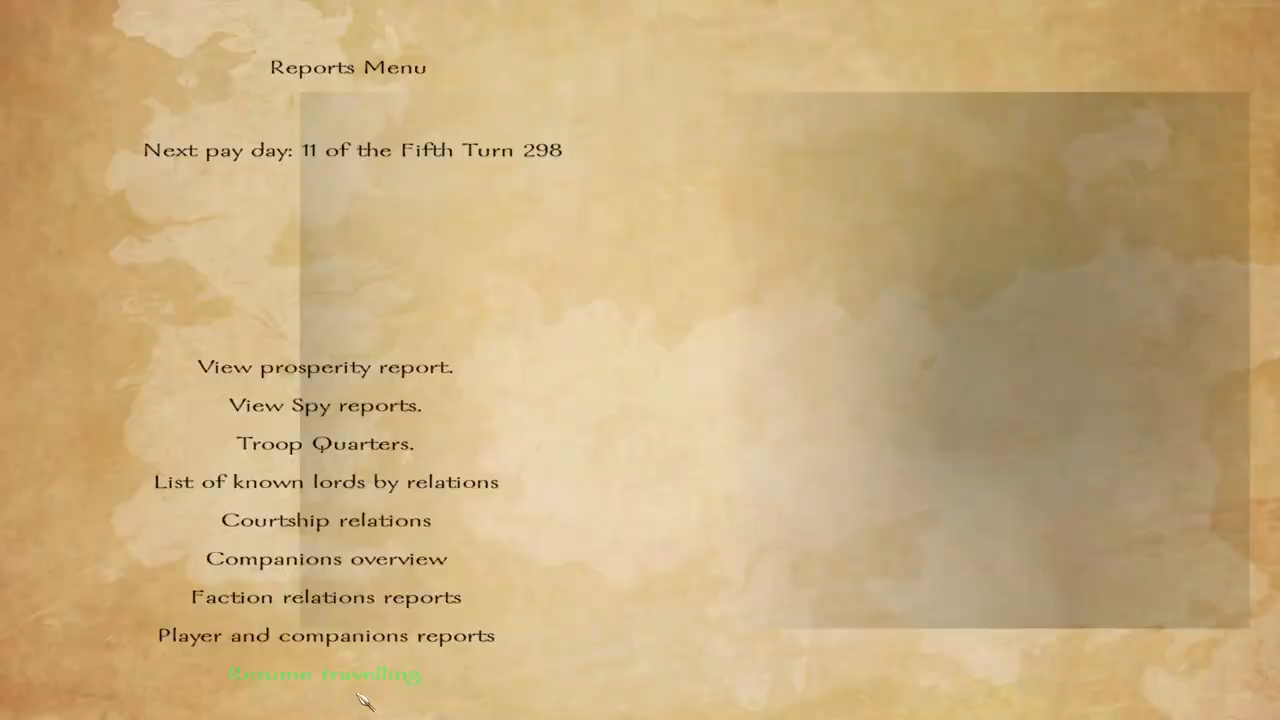 Reports Menu
Next pay day: 11 of the Fifth Turn 298
View prosperity report.
View Spy reports.
Troop Quarters.
List of known lords by relations
Courtship relations
Companions overview
Faction relations reports
Player and companions reports
Resume travelling